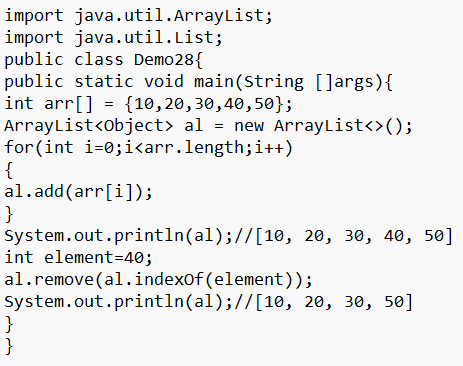 import java.util.ArrayList;
import java.util.List;
public class Demo28{
public static void main(String []args){
int arr[] = {10,20,30,40,50};
ArrayList<Object> al = new ArrayList<>();
for(int i=0;i<arr.length;i++)
{
al.add(arr[i]);
}
System.out.println(al);//[10, 20, 30, 40, 50]
int element=40;
al.remove(al.indexOf(element));
System.out.println(al);//[10, 20, 30, 50]
}
}